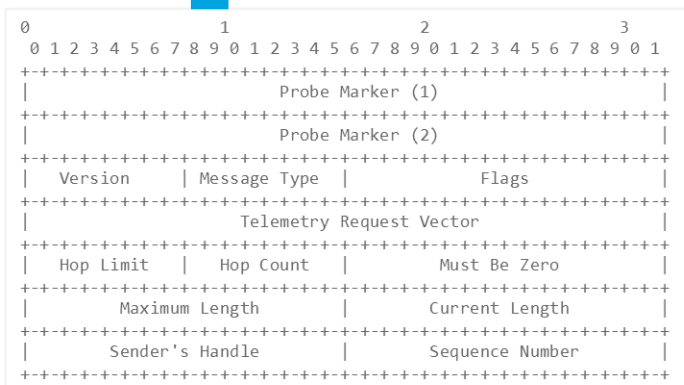 0                   1                   2                   3
 0 1 2 3 4 5 6 7 8 9 0 1 2 3 4 5 6 7 8 9 0 1 2 3 4 5 6 7 8 9 0 1
+-+-+-+-+-+-+-+-+-+-+-+-+-+-+-+-+-+-+-+-+-+-+-+-+-+-+-+-+-+-+-+-+
|                        Probe Marker (1)                       |
+-+-+-+-+-+-+-+-+-+-+-+-+-+-+-+-+-+-+-+-+-+-+-+-+-+-+-+-+-+-+-+-+
|                        Probe Marker (2)                       |
+-+-+-+-+-+-+-+-+-+-+-+-+-+-+-+-+-+-+-+-+-+-+-+-+-+-+-+-+-+-+-+-+
|   Version     | Message Type  |             Flags             |
+-+-+-+-+-+-+-+-+-+-+-+-+-+-+-+-+-+-+-+-+-+-+-+-+-+-+-+-+-+-+-+-+
|                    Telemetry Request Vector                   |
+-+-+-+-+-+-+-+-+-+-+-+-+-+-+-+-+-+-+-+-+-+-+-+-+-+-+-+-+-+-+-+-+
|   Hop Limit   |   Hop Count   |         Must Be Zero          |
+-+-+-+-+-+-+-+-+-+-+-+-+-+-+-+-+-+-+-+-+-+-+-+-+-+-+-+-+-+-+-+-+
|         Maximum Length        |        Current Length         |
+-+-+-+-+-+-+-+-+-+-+-+-+-+-+-+-+-+-+-+-+-+-+-+-+-+-+-+-+-+-+-+-+
|        Sender's Handle        |        Sequence Number        |
+-+-+-+-+-+-+-+-+-+-+-+-+-+-+-+-+-+-+-+-+-+-+-+-+-+-+-+-+-+-+-+-+